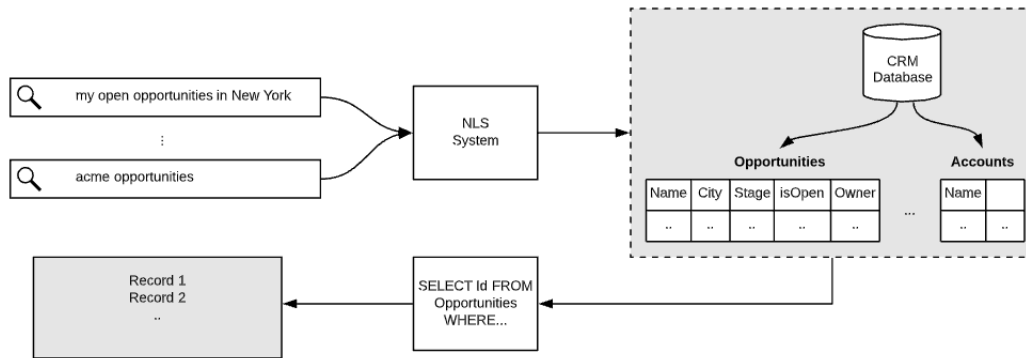 my open opportunities in New York
...
acme opportunities
NLS
System
CRM
Database
Opportunities
Name City Stage isOpen Owner
.. .. .. .. ..
...
Accounts
Name
.. ..
SELECT Id FROM
Opportunities
WHERE...
Record 1
Record 2
..